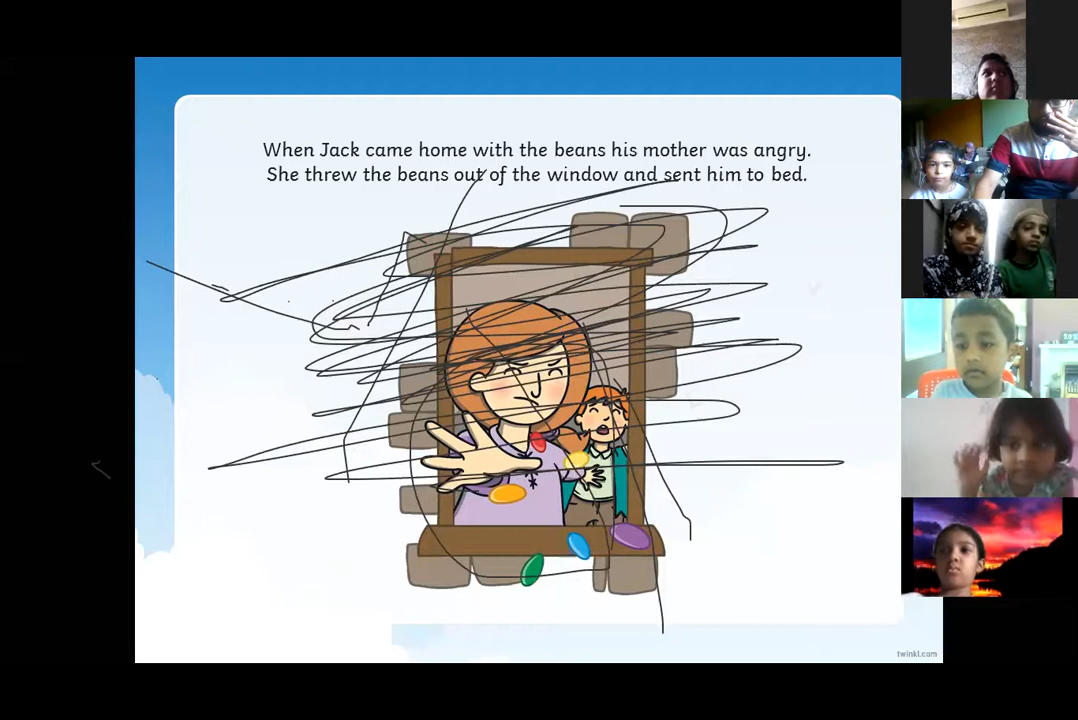 When Jack came home with the beans his mother was angry.
She threw the beans out of the window and sent him to bed.
twinkl.com